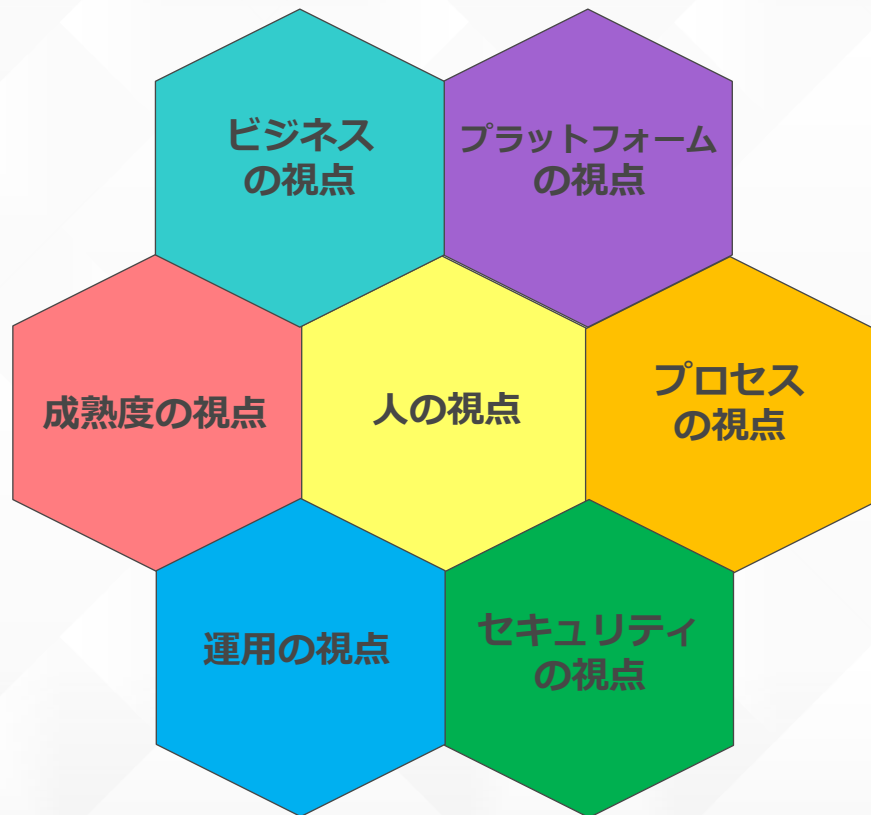 ビジネス
の視点
プラットフォーム
の視点
成熟度の視点
人の視点
プロセス
の視点
運用の視点
セキュリティ
の視点